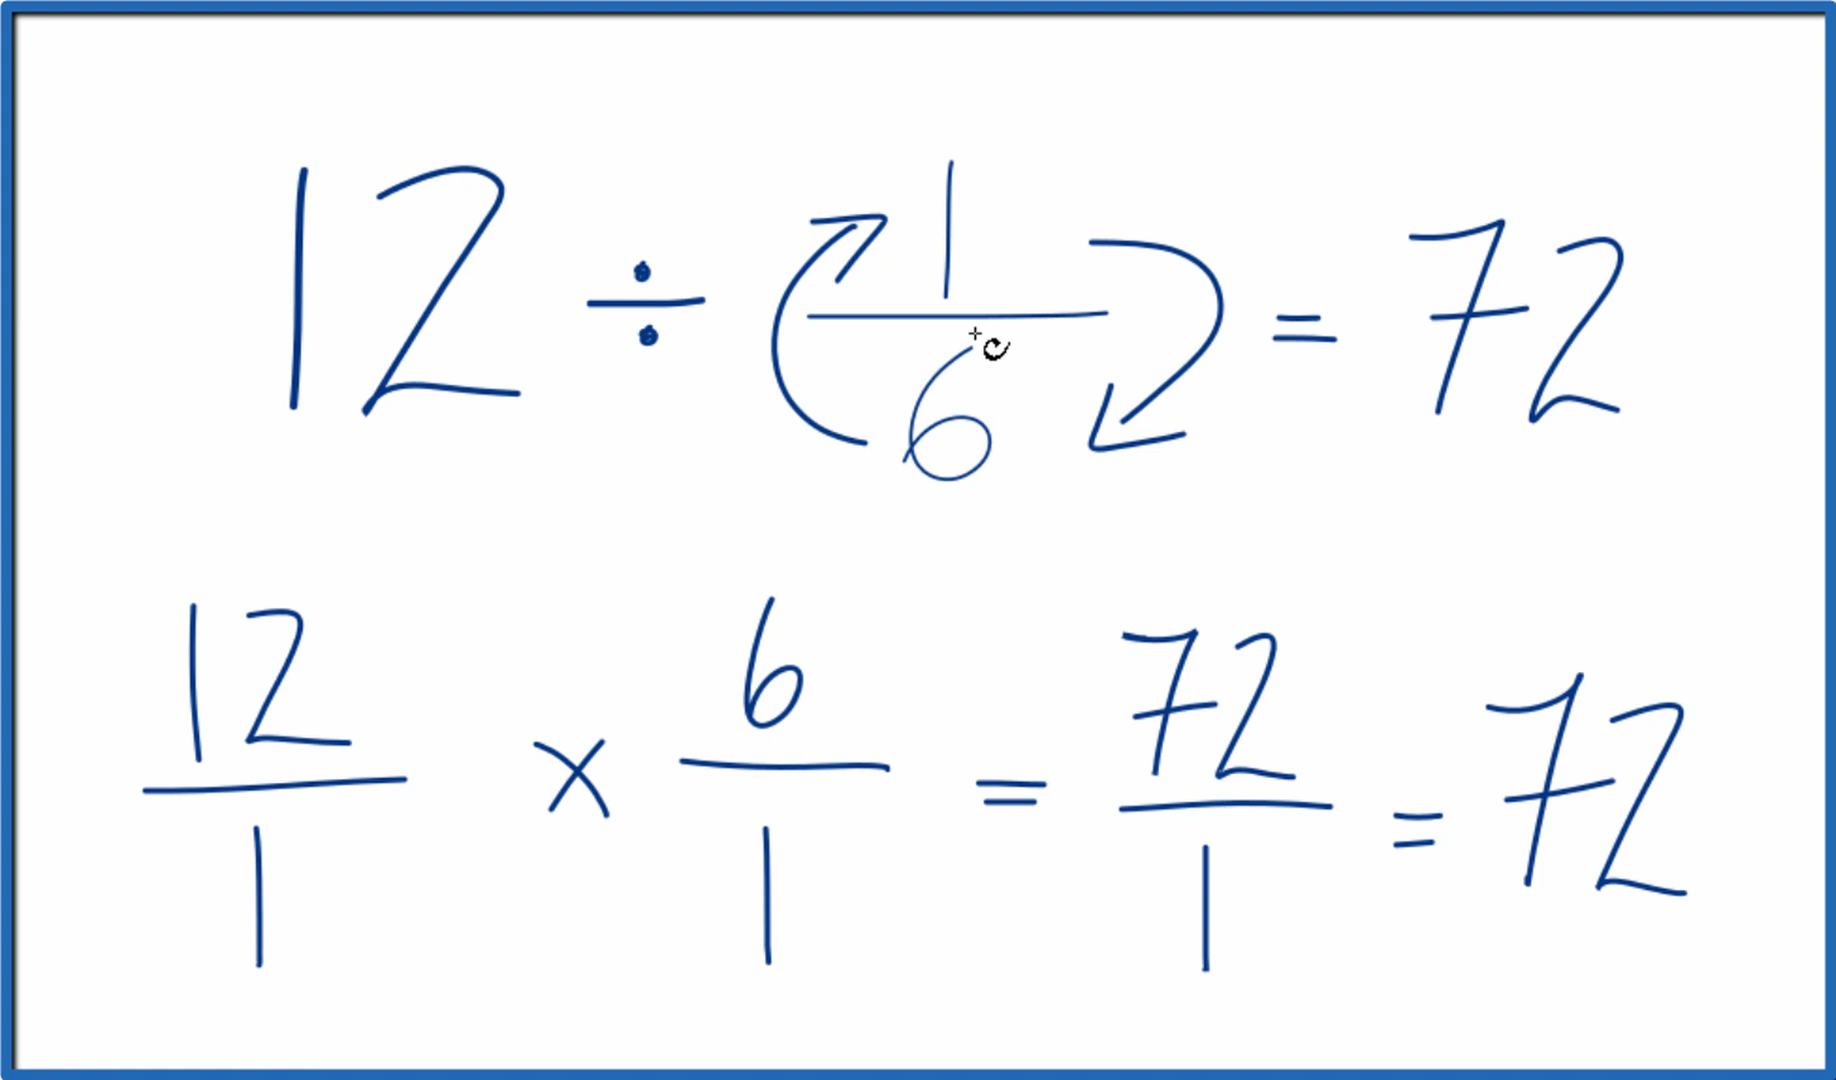 12 ÷ 1/6 = 72
12/1 × 6/1 = 72/1 = 72